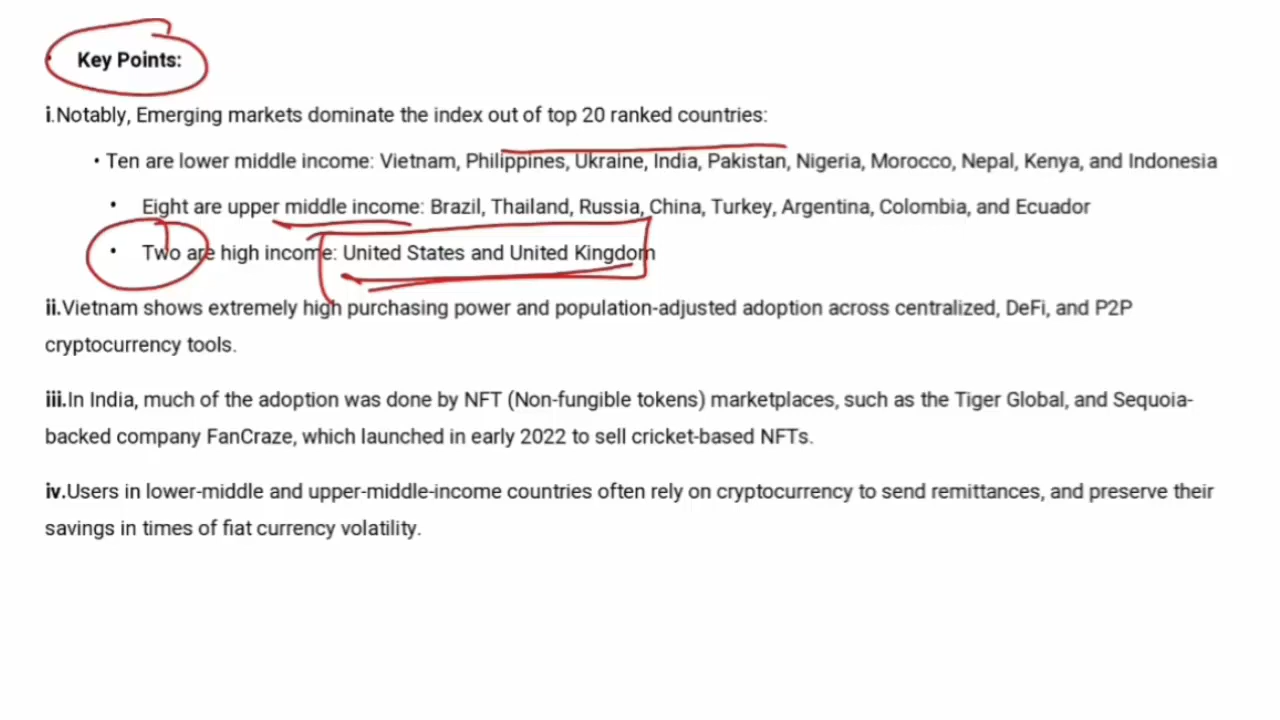 Key Points:
i.Notably, Emerging markets dominate the index out of top 20 ranked countries:
• Ten are lower middle income: Vietnam, Philippines, Ukraine, India, Pakistan, Nigeria, Morocco, Nepal, Kenya, and Indonesia
• Eight are upper middle income: Brazil, Thailand, Russia, China, Turkey, Argentina, Colombia, and Ecuador
• Two are high income: United States and United Kingdom
ii.Vietnam shows extremely high purchasing power and population-adjusted adoption across centralized, DeFi, and P2P
cryptocurrency tools.
iii.In India, much of the adoption was done by NFT (Non-fungible tokens) marketplaces, such as the Tiger Global, and Sequoia-
backed company FanCraze, which launched in early 2022 to sell cricket-based NFTs.
iv.Users in lower-middle and upper-middle-income countries often rely on cryptocurrency to send remittances, and preserve their
savings in times of fiat currency volatility.